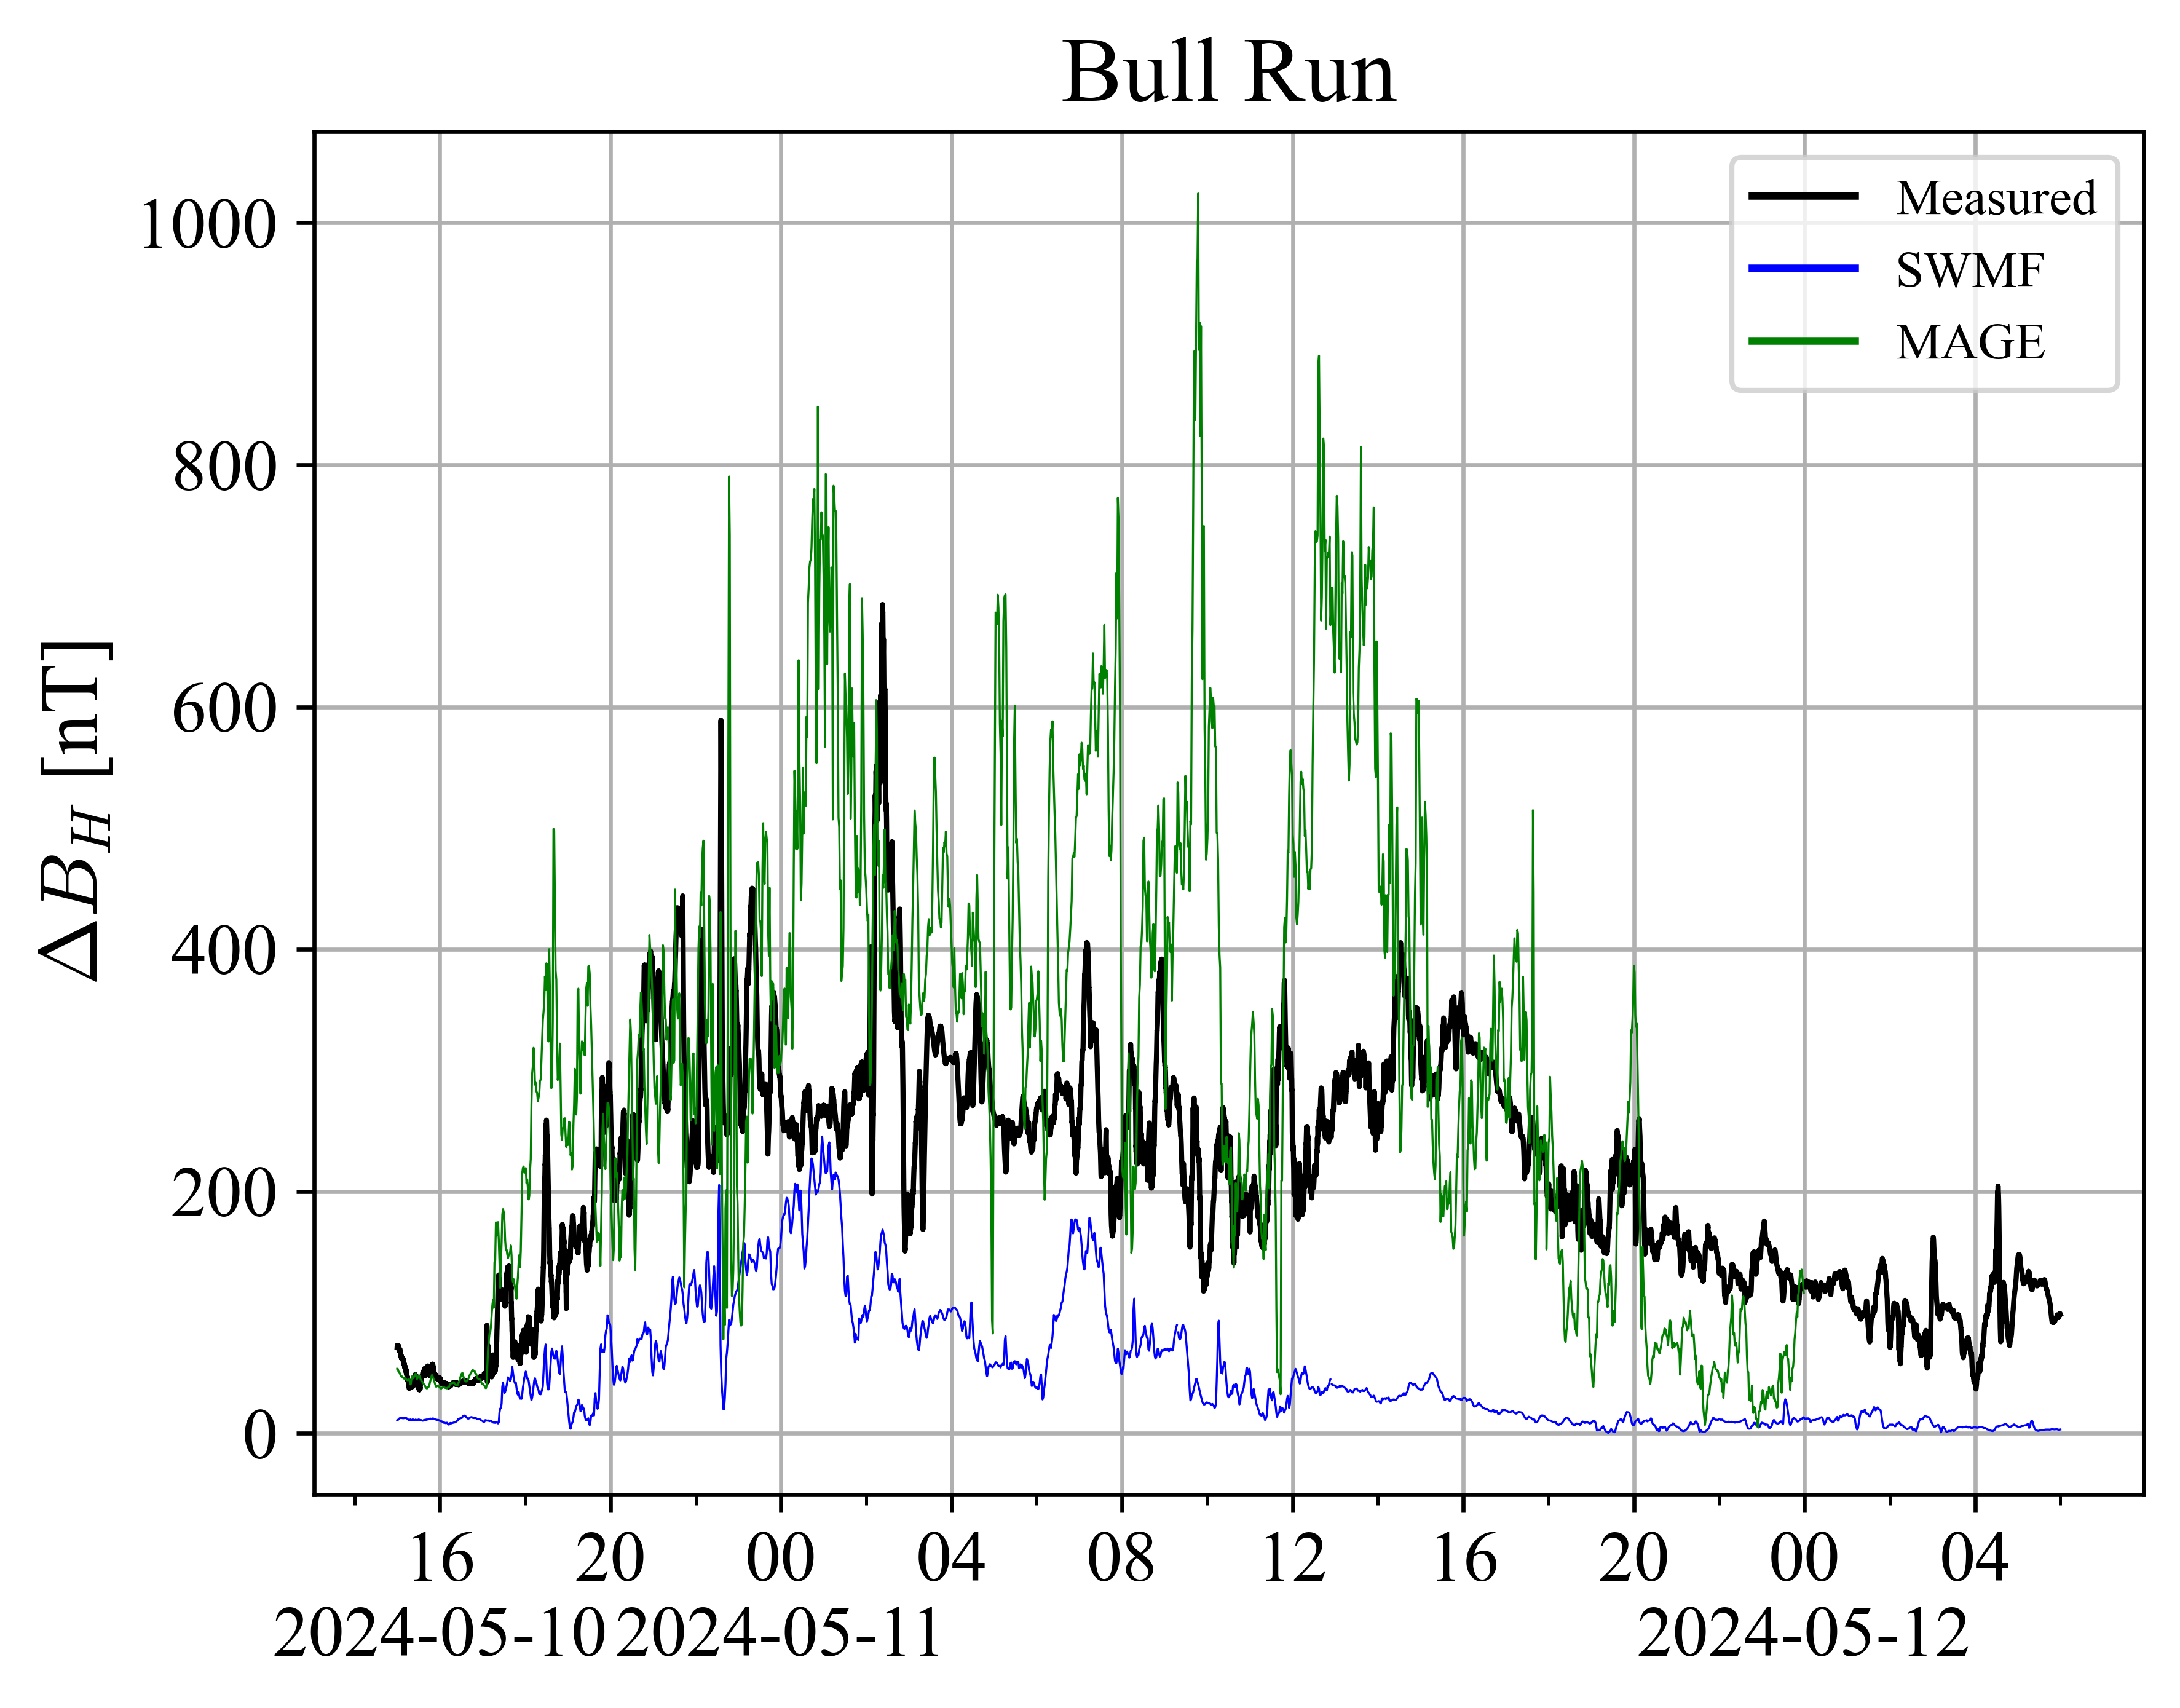 Bull Run
Measured
SWMF
MAGE
ΔB_H [nT]
1000
800
600
400
200
0
16 20 00 04 08 12 16 20 00 04
2024-05-10 2024-05-11 2024-05-12